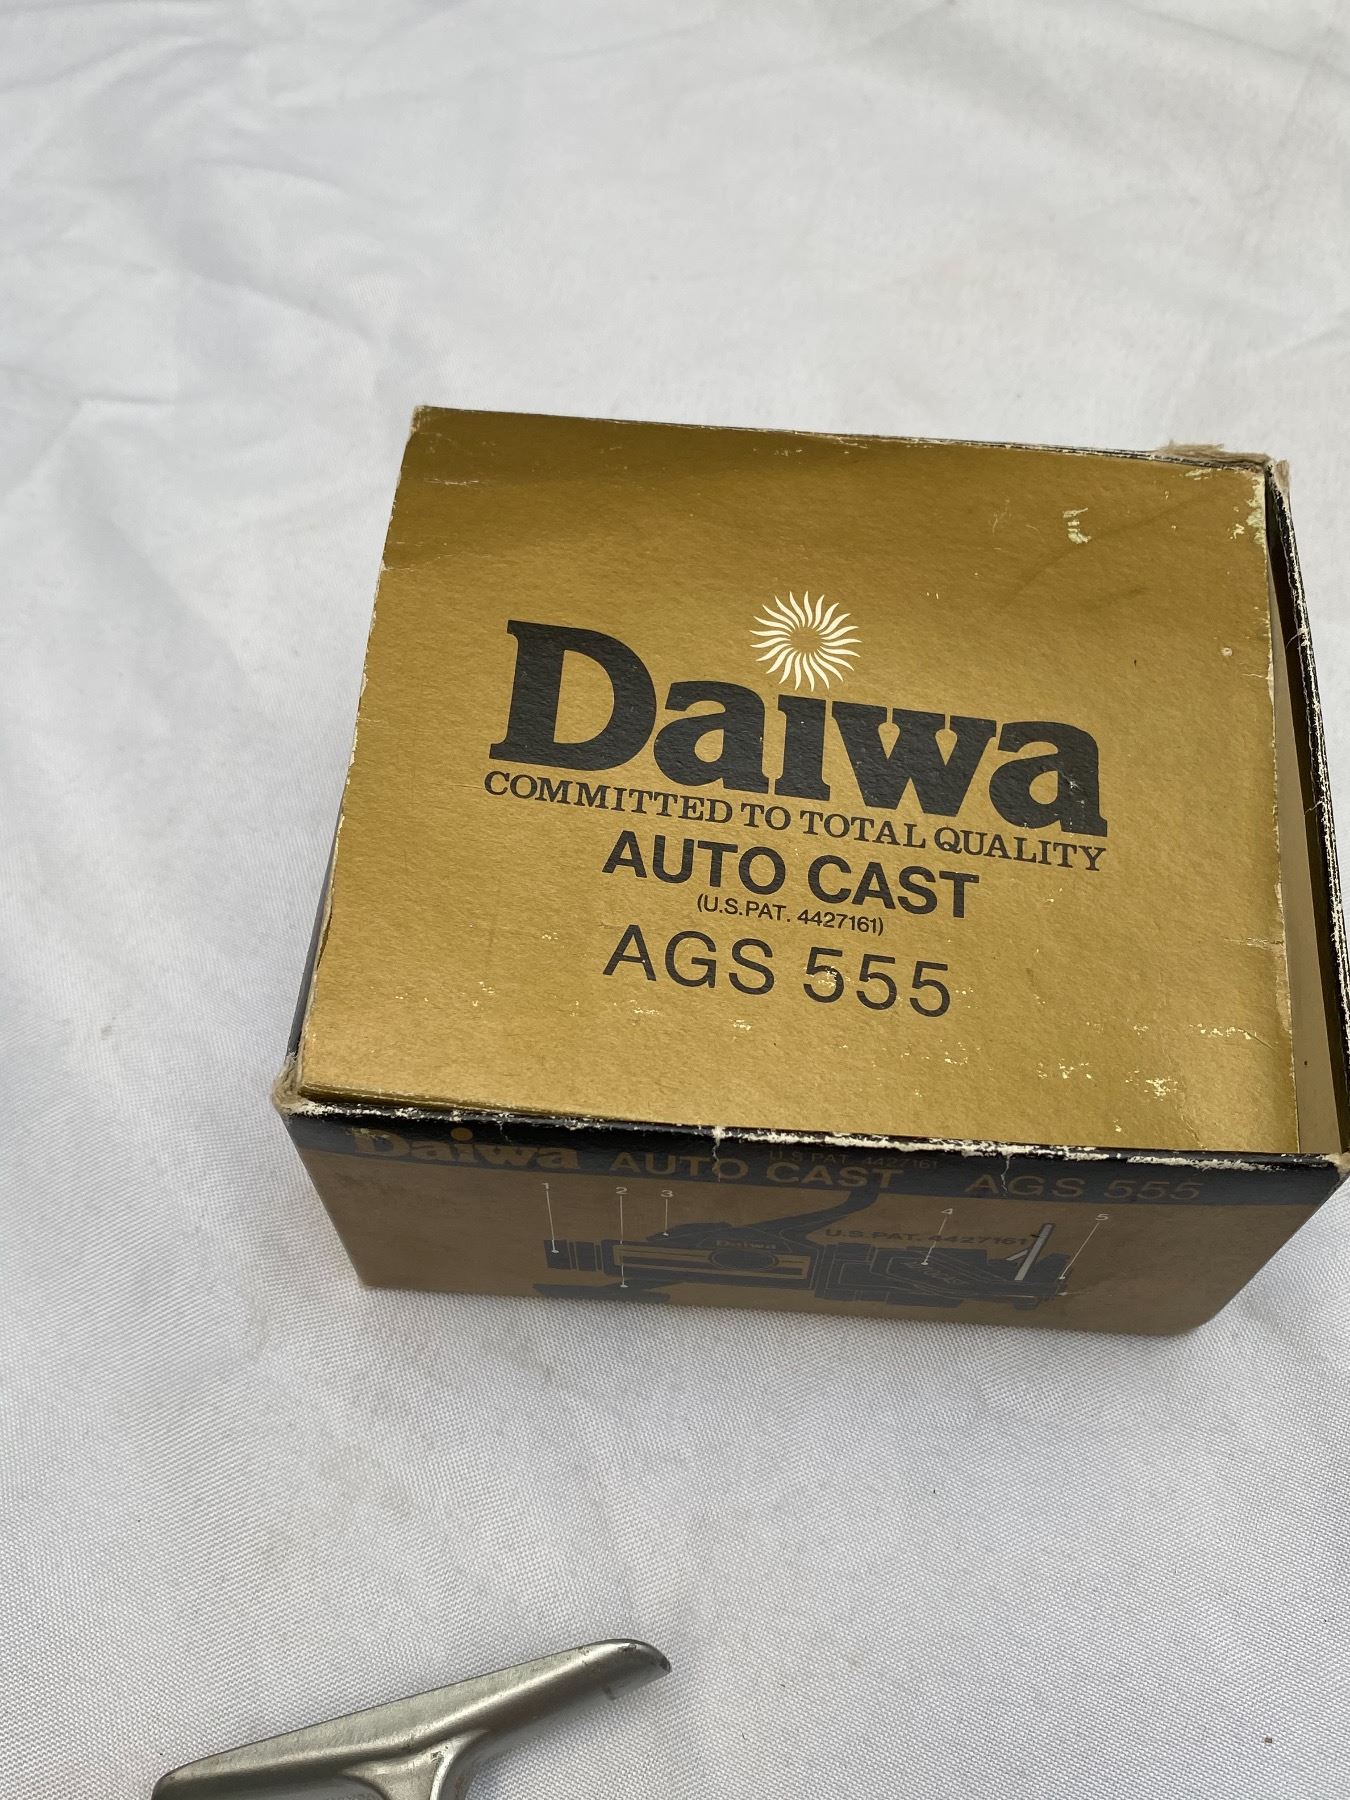 Daiwa
COMMITTED TO TOTAL QUALITY
AUTO CAST
(U.S.PAT. 4427161)
AGS 555
Daiwa AUTO CAST U.S.PAT. 4427161 AGS 555
1 2 3 4 5
Daiwa
U.S.PAT. 4427161